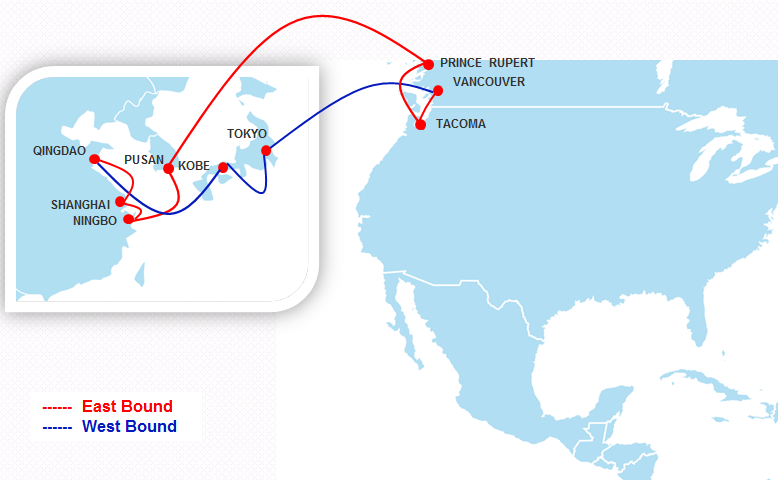 PRINCE RUPERT
VANCOUVER
TACOMA
TOKYO
QINGDAO
PUSAN
KOBE
SHANGHAI
NINGBO
------ East Bound
------ West Bound